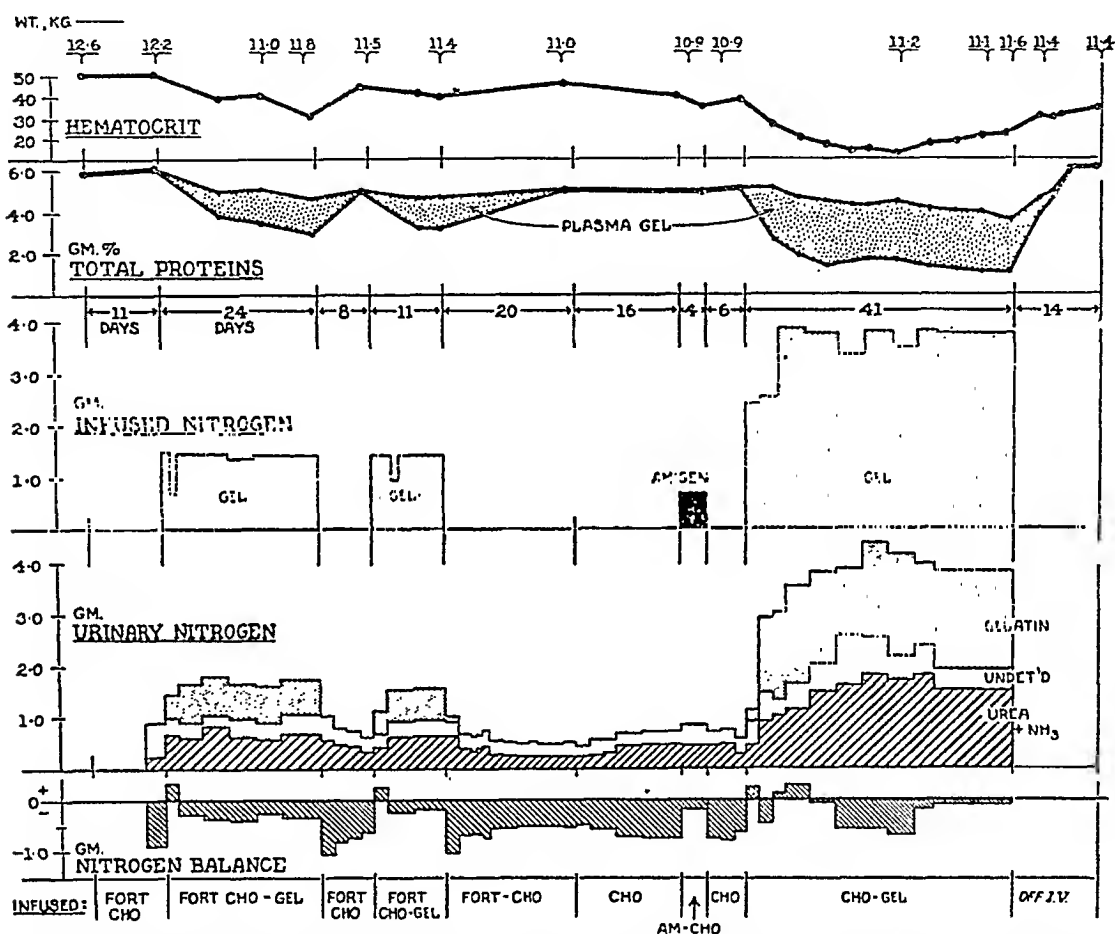 WT., KG
12·6 12·2 11·0 11·8 11·5 11·4 11·0 10·9 10·9 11·2 11·1 11·6 11·4 11·4
50
40
30
20
HEMATOCRIT
6·0
4·0
2·0
PLASMA GEL
GM. %
TOTAL PROTEINS
11 DAYS 24 DAYS 8 11 20 16 4 6 41 14
4·0
3·0
2·0
1·0
GM.
INFUSED NITROGEN
GEL GEL AMIGEN GEL
4·0
3·0
2·0
1·0
GM.
URINARY NITROGEN
GELATIN
UNDET'D
UREA
+ NH₃
+
0
−
-1·0
GM.
NITROGEN BALANCE
INFUSED: FORT CHO FORT CHO-GEL FORT CHO FORT CHO-GEL FORT-CHO CHO AM-CHO CHO CHO-GEL OFF I.V.